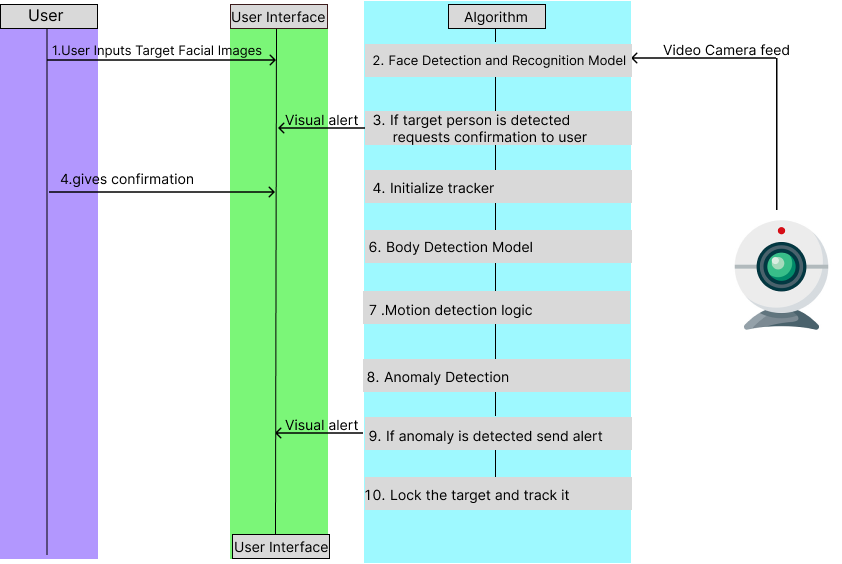 User
User Interface
Algorithm
1.User Inputs Target Facial Images
2. Face Detection and Recognition Model
Video Camera feed
Visual alert
3. If target person is detected
requests confirmation to user
4.gives confirmation
4. Initialize tracker
6. Body Detection Model
7 .Motion detection logic
8. Anomaly Detection
Visual alert
9. If anomaly is detected send alert
10. Lock the target and track it
User Interface